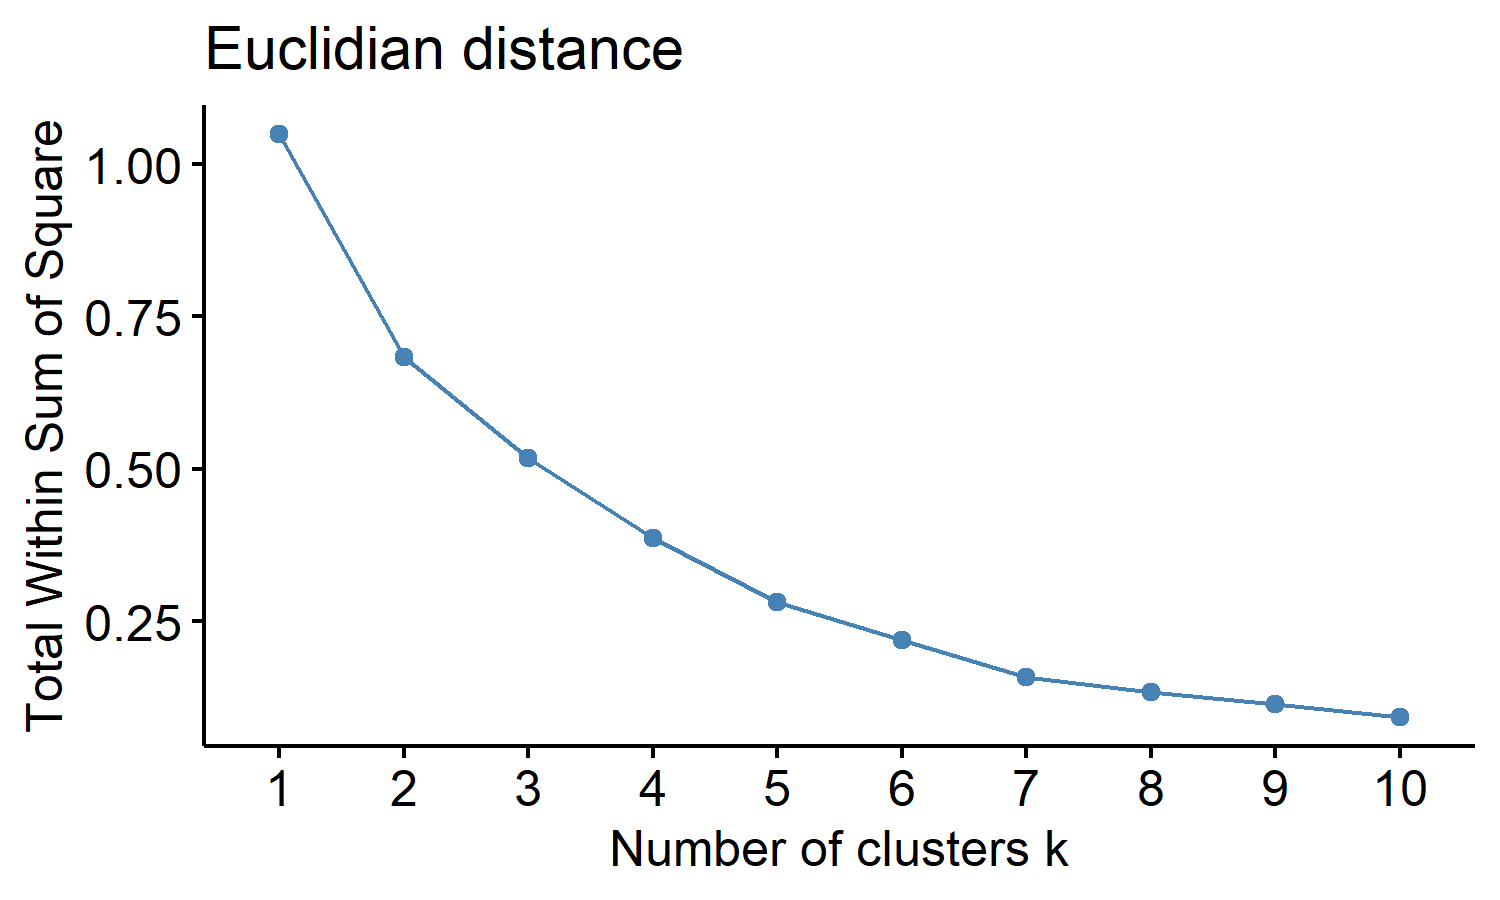 Euclidian distance
Total Within Sum of Square
1.00
0.75
0.50
0.25
1 2 3 4 5 6 7 8 9 10
Number of clusters k